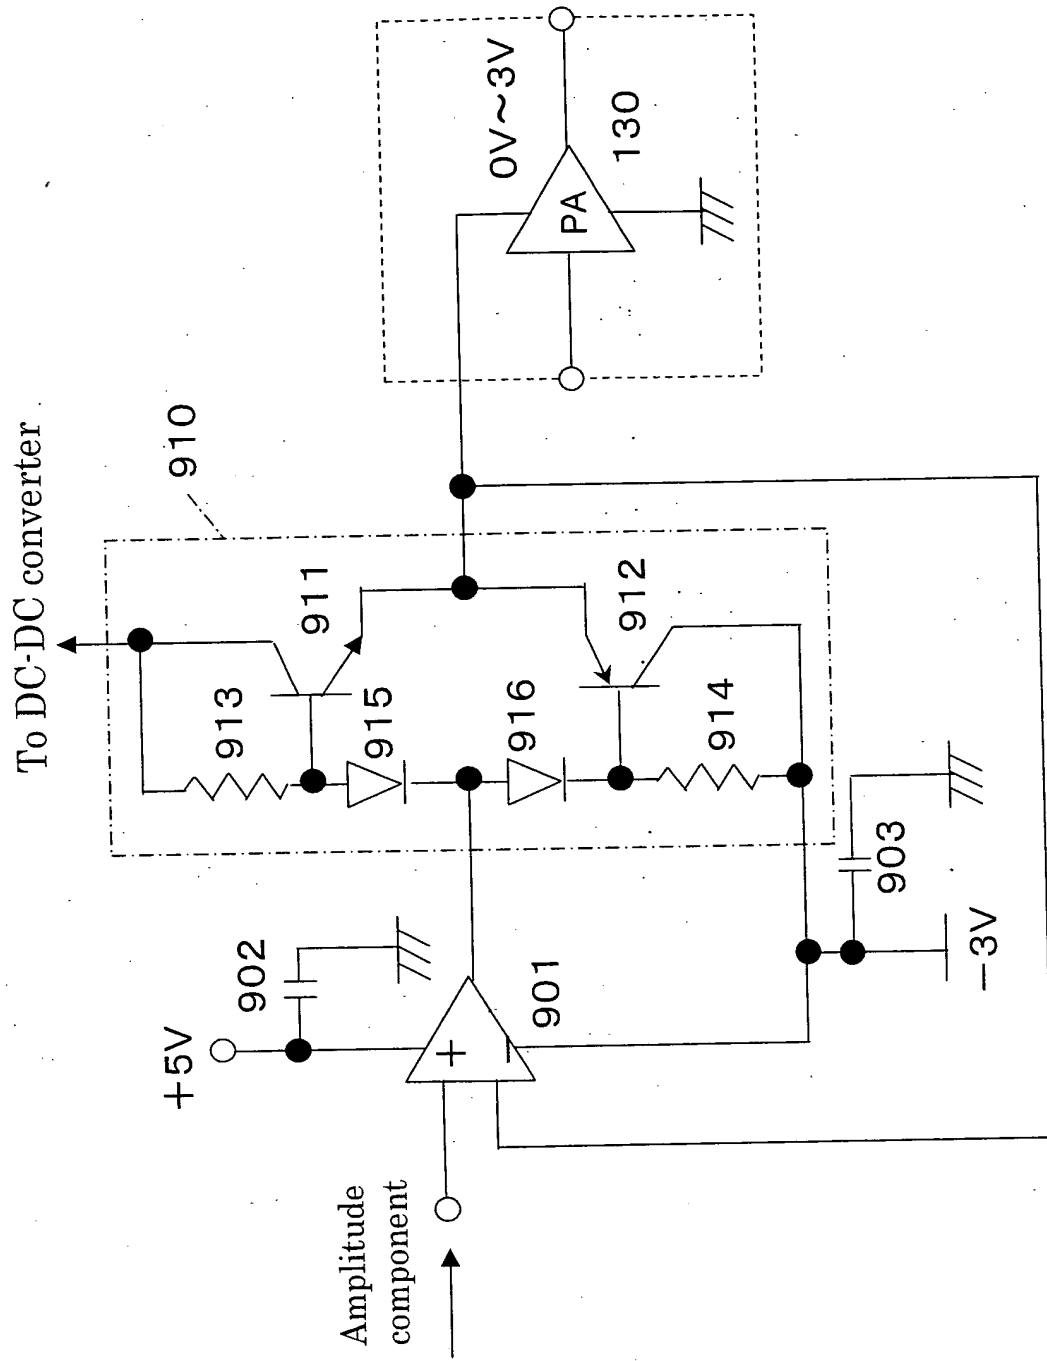 To DC-DC converter
910
0V~3V
PA
130
911
913
915
912
916
914
+5V
902
+
−
901
903
−3V
Amplitude
component